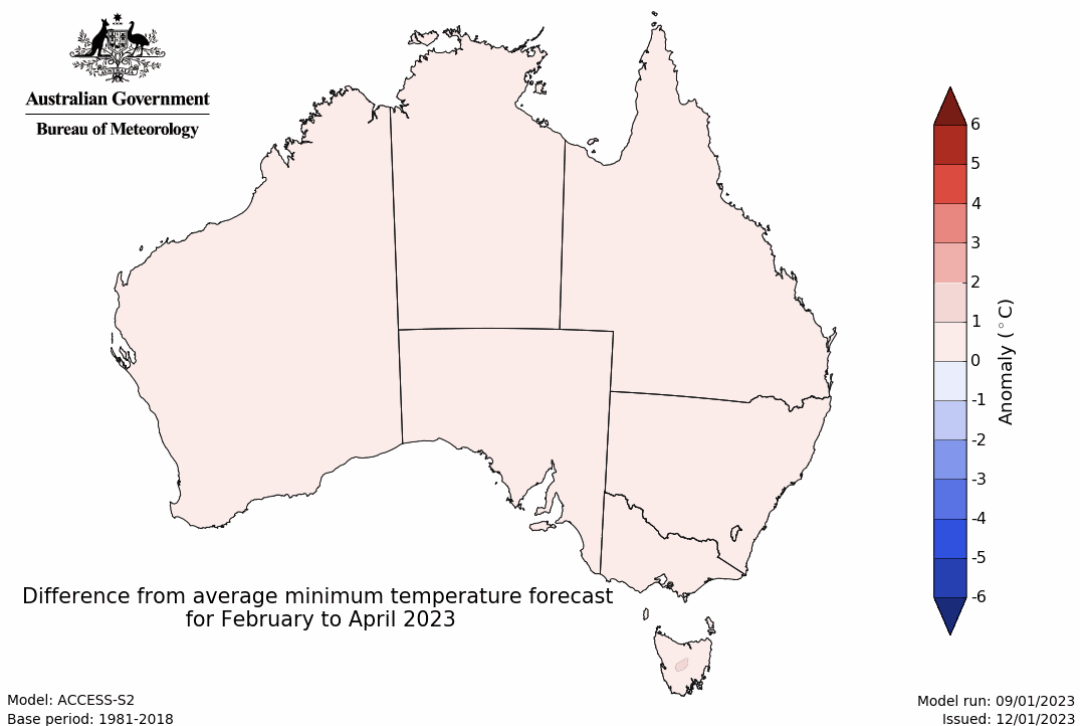 Australian Government
Bureau of Meteorology
6
5
4
3
2
1
0
-1
-2
-3
-4
-5
-6
Anomaly (°C)
Difference from average minimum temperature forecast
for February to April 2023
Model: ACCESS-S2
Base period: 1981-2018
Model run: 09/01/2023
Issued: 12/01/2023